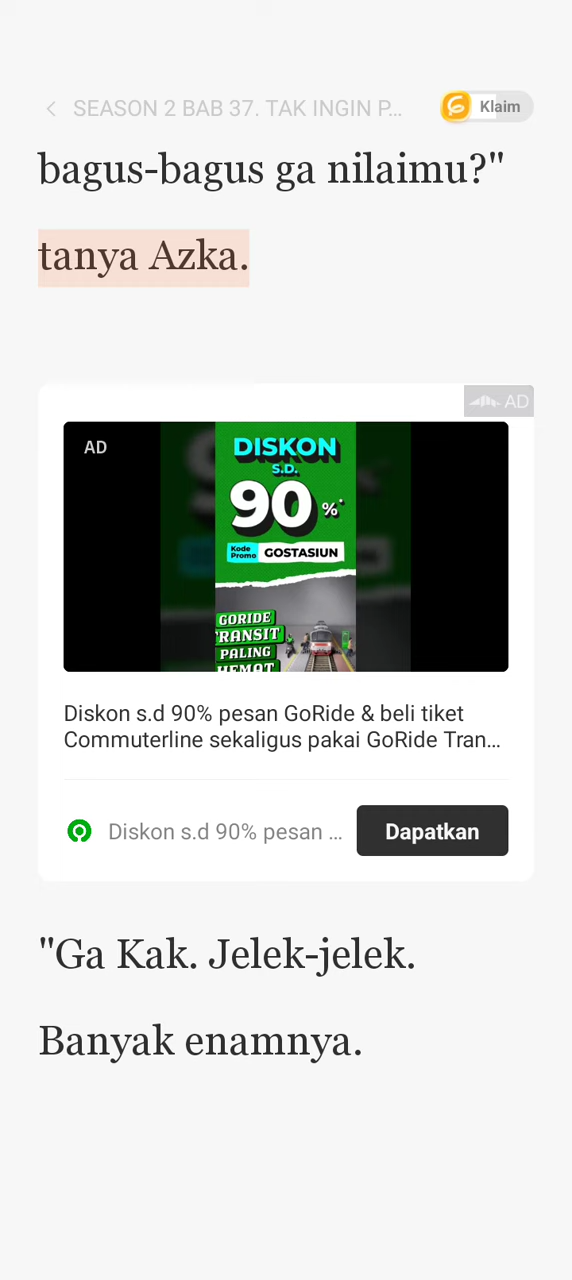 SEASON 2 BAB 37. TAK INGIN P...
Klaim
bagus-bagus ga nilaimu?"
tanya Azka.
AD
AD
DISKON
S.D.
90 %*
Kode Promo GOSTASIUN
GORIDE
TRANSIT
PALING
HEMAT
Diskon s.d 90% pesan GoRide & beli tiket
Commuterline sekaligus pakai GoRide Tran...
Diskon s.d 90% pesan ...
Dapatkan
"Ga Kak. Jelek-jelek.
Banyak enamnya.